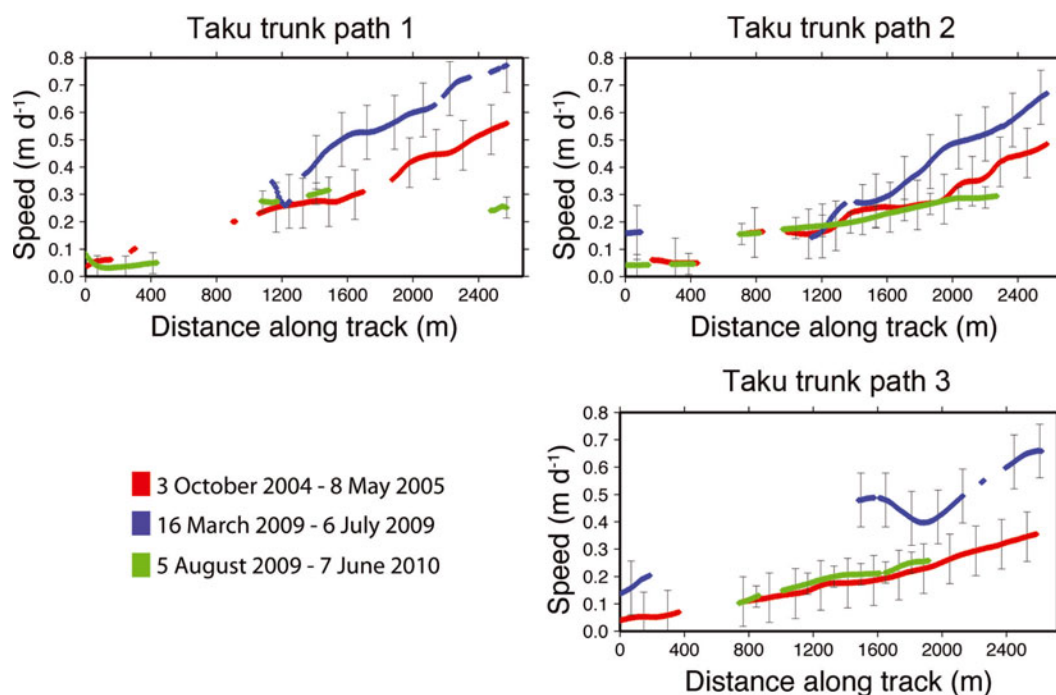 Taku trunk path 1
0.8
0.7
0.6
0.5
0.4
0.3
0.2
0.1
0.0
Speed (m d⁻¹)
0 400 800 1200 1600 2000 2400
Distance along track (m)
Taku trunk path 2
0.8
0.7
0.6
0.5
0.4
0.3
0.2
0.1
0.0
Speed (m d⁻¹)
0 400 800 1200 1600 2000 2400
Distance along track (m)
3 October 2004 - 8 May 2005
16 March 2009 - 6 July 2009
5 August 2009 - 7 June 2010
Taku trunk path 3
0.8
0.7
0.6
0.5
0.4
0.3
0.2
0.1
0.0
Speed (m d⁻¹)
0 400 800 1200 1600 2000 2400
Distance along track (m)